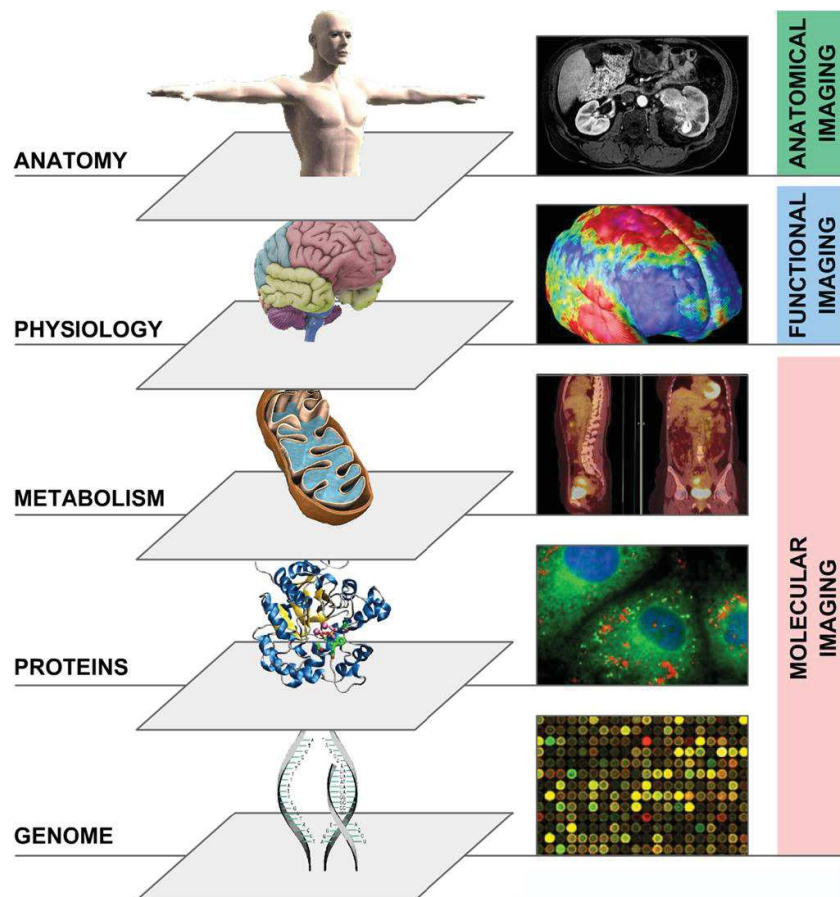 ANATOMY
ANATOMICAL
IMAGING
PHYSIOLOGY
FUNCTIONAL
IMAGING
METABOLISM
PROTEINS
MOLECULAR
IMAGING
GENOME